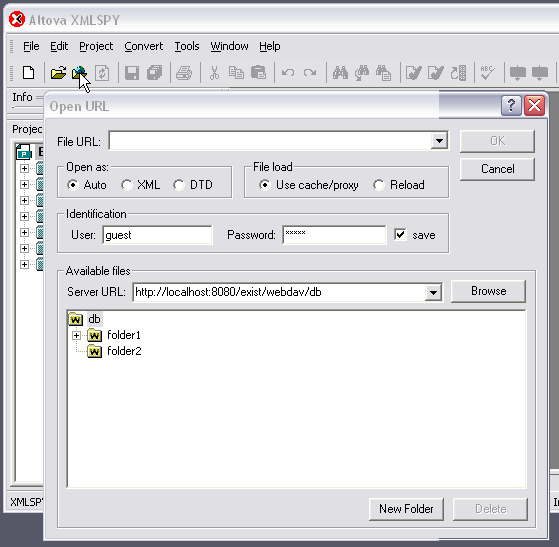 Altova XMLSPY
File Edit Project Convert Tools Window Help
ABC
Info
Open URL
?
Projec
File URL:
OK
Open as:
File load
Cancel
Auto XML DTD
Use cache/proxy Reload
Identification
User: guest Password: ***** save
Available files
Server URL: http://localhost:8080/exist/webdav/db Browse
db
folder1
folder2
New Folder Delete
XMLSPY